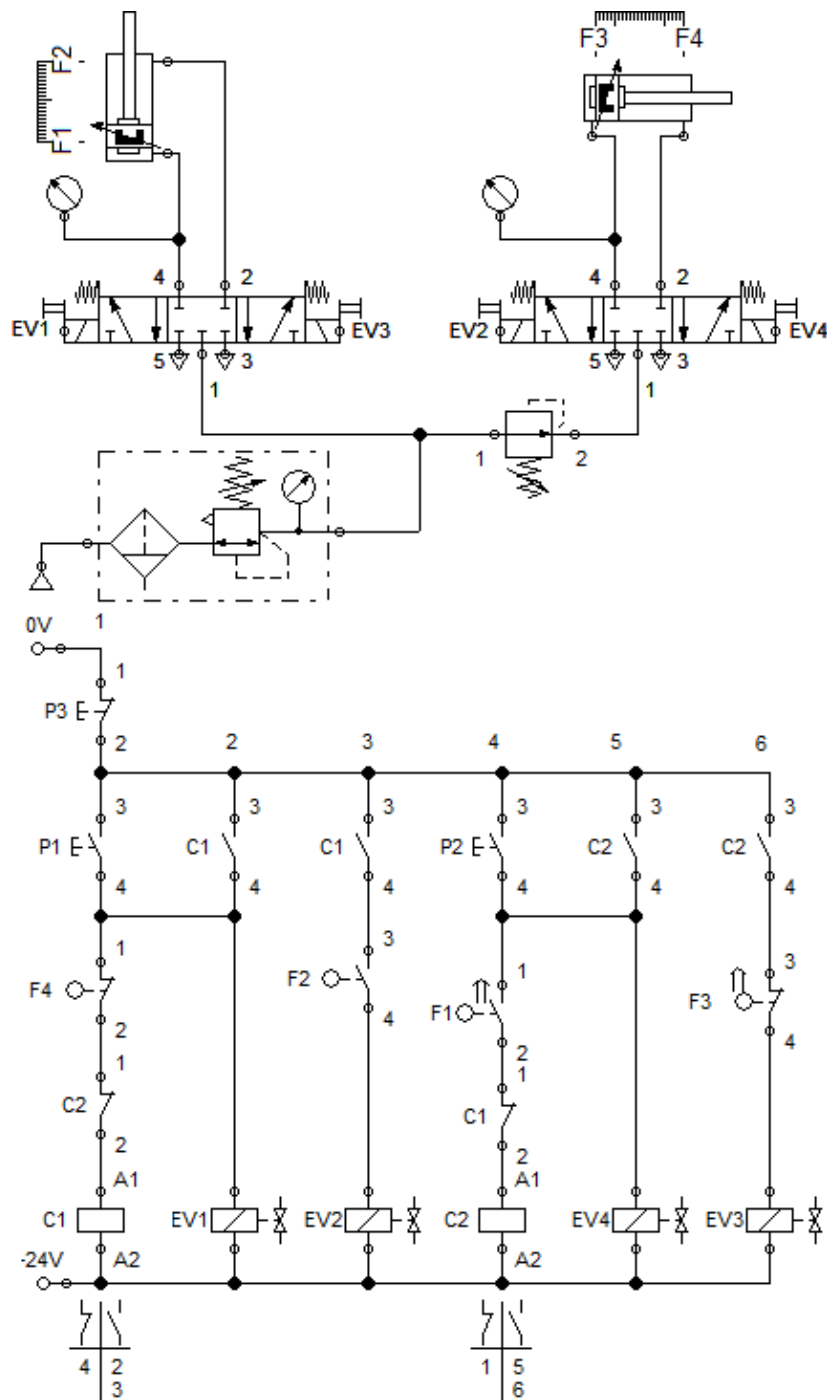 F3 F4
F2
F1
4 2
4 2
EV1 EV3
EV2 EV4
5 3
5 3
1
1
1 2
1
0V
1
P3
2 2 3 4 5 6
3 3 3 3 3 3
P1 C1 C1 P2 C2 C2
4 4 4 4 4 4
1 3 1 3
F4 F2 F1 F3
2 4 2 4
1 1
C2 C1
2 2
A1 A1
C1 EV1 EV2 C2 EV4 EV3
-24V A2 A2
4 2 1 5
3 6